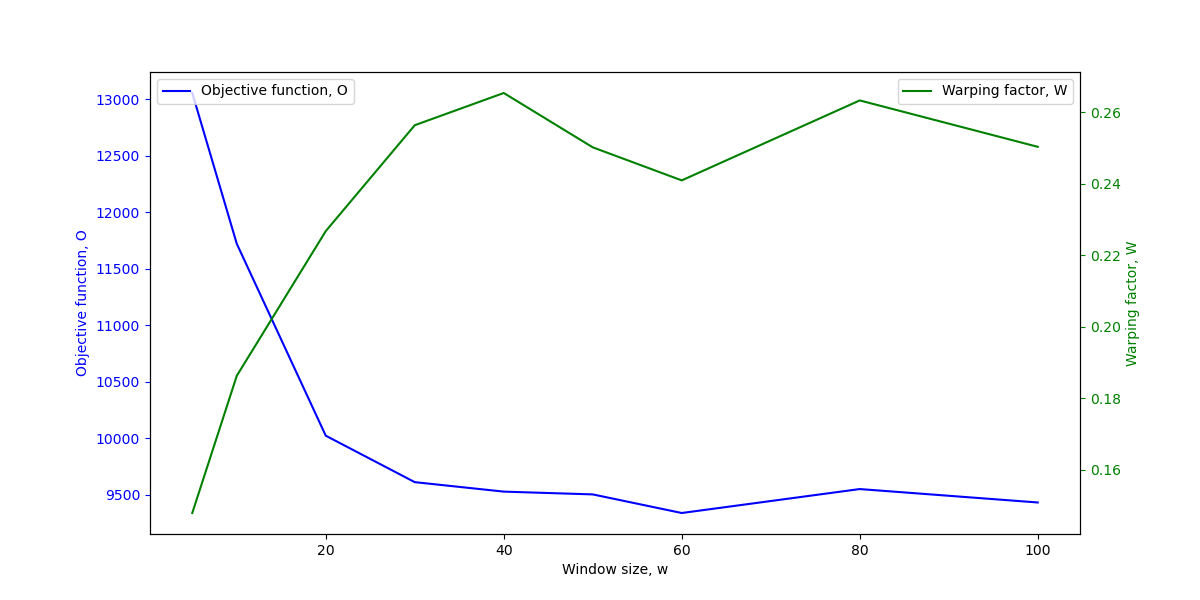 Objective function, O
Warping factor, W
13000
12500
12000
11500
11000
10500
10000
9500
Objective function, O
0.26
0.24
0.22
0.20
0.18
0.16
Warping factor, W
20 40 60 80 100
Window size, w